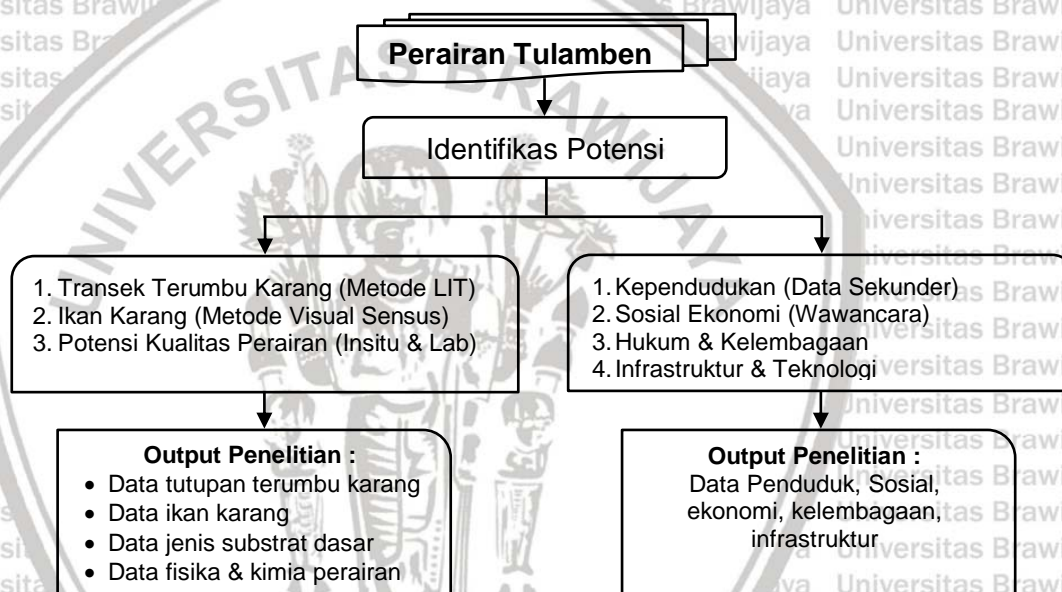 Perairan Tulamben
Identifikas Potensi
1. Transek Terumbu Karang (Metode LIT)
2. Ikan Karang (Metode Visual Sensus)
3. Potensi Kualitas Perairan (Insitu & Lab)
1. Kependudukan (Data Sekunder)
2. Sosial Ekonomi (Wawancara)
3. Hukum & Kelembagaan
4. Infrastruktur & Teknologi
Output Penelitian :
• Data tutupan terumbu karang
• Data ikan karang
• Data jenis substrat dasar
• Data fisika & kimia perairan
Output Penelitian :
Data Penduduk, Sosial,
ekonomi, kelembagaan,
infrastruktur
UNIVERSITAS BRAWIJAYA